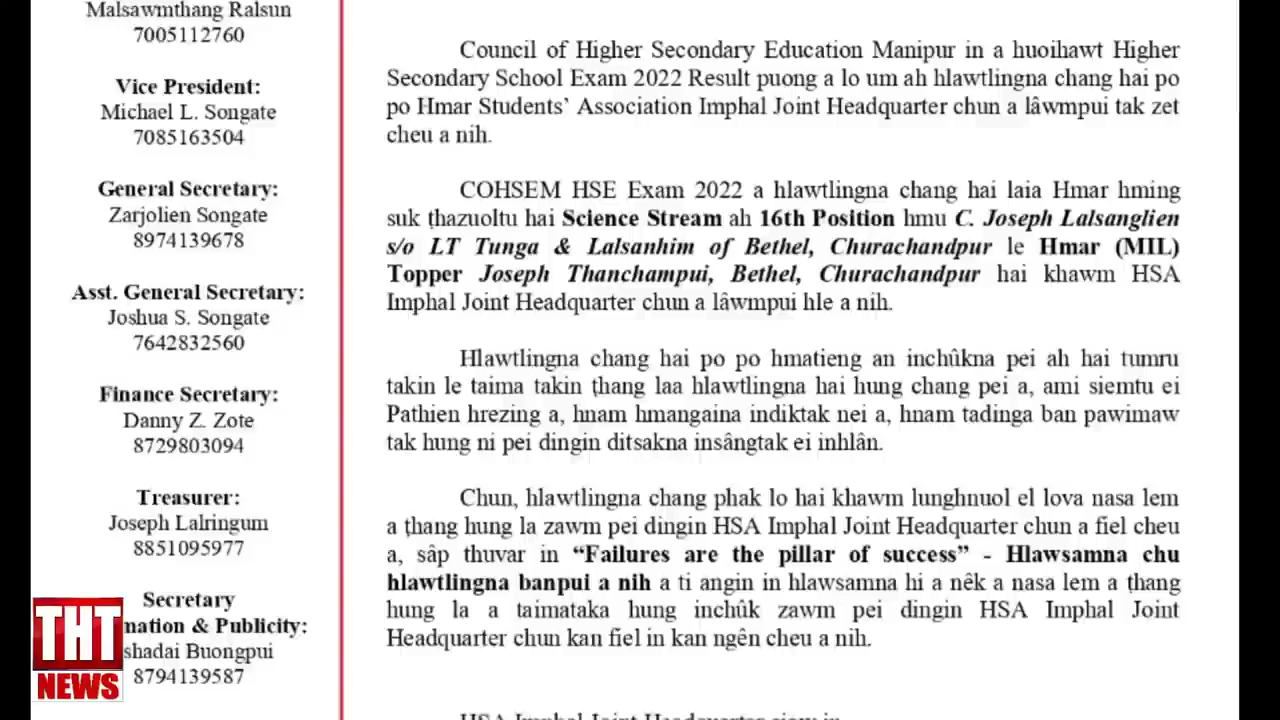 Malsawmthang Ralsun
7005112760
Vice President:
Michael L. Songate
7085163504
General Secretary:
Zarjolien Songate
8974139678
Asst. General Secretary:
Joshua S. Songate
7642832560
Finance Secretary:
Danny Z. Zote
8729803094
Treasurer:
Joseph Lalringum
8851095977
Secretary
& Publicity:
Buongpui
8794139587
Council of Higher Secondary Education Manipur in a huoihawt Higher
Secondary School Exam 2022 Result puong a lo um ah hlawtlingna chang hai po
po Hmar Students’ Association Imphal Joint Headquarter chun a lâwmpui tak zet
cheu a nih.
COHSEM HSE Exam 2022 a hlawtlingna chang hai laia Hmar hming
suk ṭhazuoltu hai Science Stream ah 16th Position hmu C. Joseph Lalsanglien
s/o LT Tunga & Lalsanhim of Bethel, Churachandpur le Hmar (MIL)
Topper Joseph Thanchampui, Bethel, Churachandpur hai khawm HSA
Imphal Joint Headquarter chun a lâwmpui hle a nih.
Hlawtlingna chang hai po po hmatieng an inchûkna pei ah hai tumru
takin le taima takin ṭhang laa hlawtlingna hai hung chang pei a, ami siemtu ei
Pathien hrezing a, hnam hmangaina indiktak nei a, hnam tadinga ban pawimaw
tak hung ni pei dingin ditsakna insângtak ei inhlân.
Chun, hlawtlingna chang phak lo hai khawm lunghnuol el lova nasa lem
a ṭhang hung la zawm pei dingin HSA Imphal Joint Headquarter chun a fiel cheu
a, sâp thuvar in “Failures are the pillar of success” - Hlawsamna chu
hlawtlingna banpui a nih a ti angin in hlawsamna hi a nêk a nasa lem a ṭhang
hung la a taimataka hung inchûk zawm pei dingin HSA Imphal Joint
Headquarter chun kan fiel in kan ngên cheu a nih.
THT
NEWS